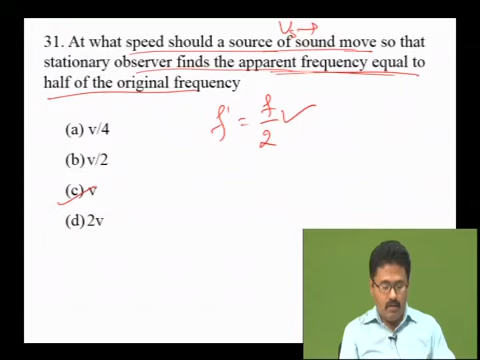 Vs →
31. At what speed should a source of sound move so that
stationary observer finds the apparent frequency equal to
half of the original frequency
f' = f/2 ✓
(a) v/4
(b) v/2
(c) v
(d) 2v